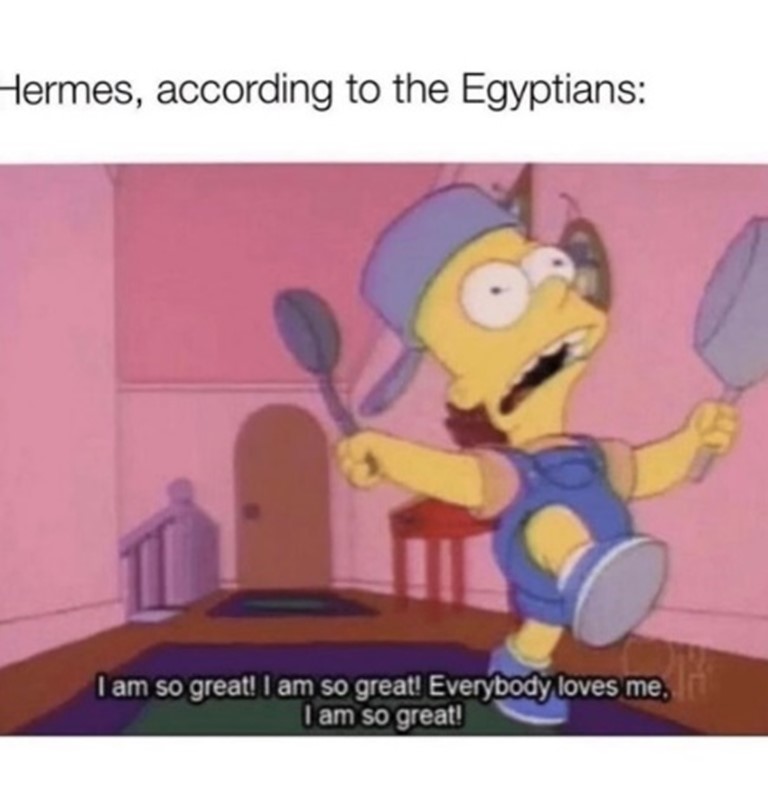 Hermes, according to the Egyptians:
I am so great! I am so great! Everybody loves me.
I am so great!